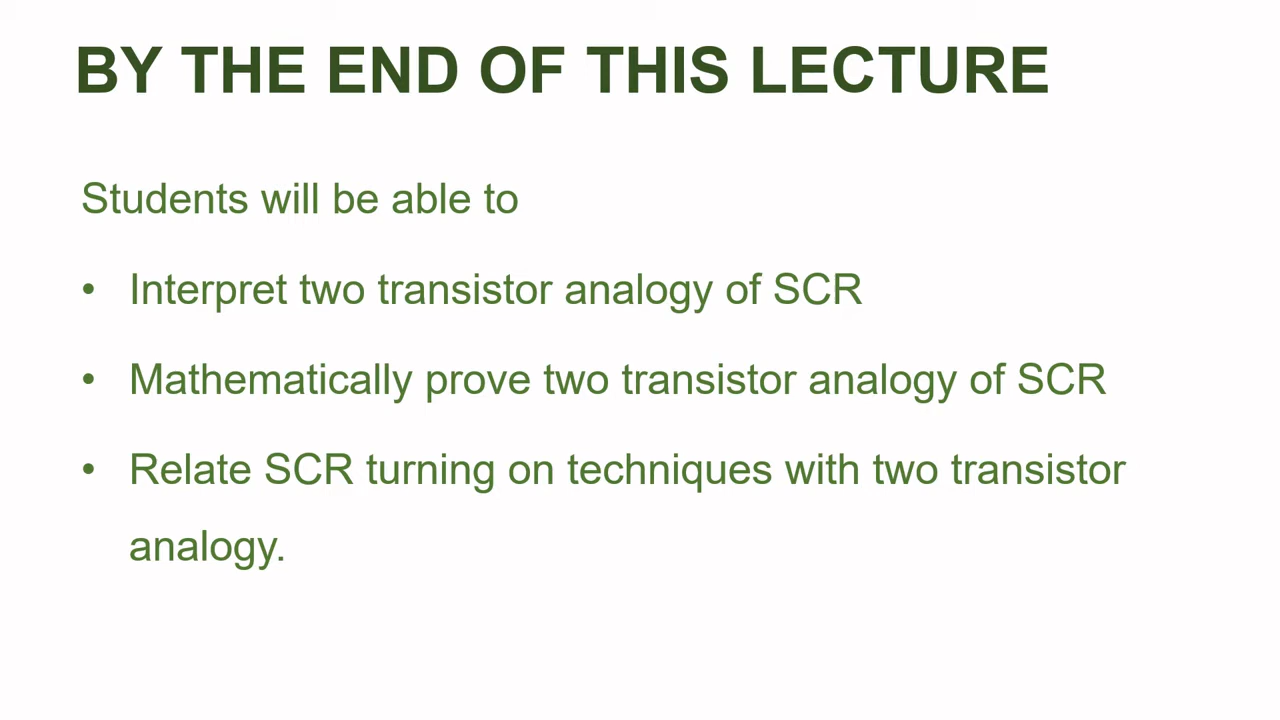 BY THE END OF THIS LECTURE
Students will be able to
• Interpret two transistor analogy of SCR
• Mathematically prove two transistor analogy of SCR
• Relate SCR turning on techniques with two transistor
analogy.